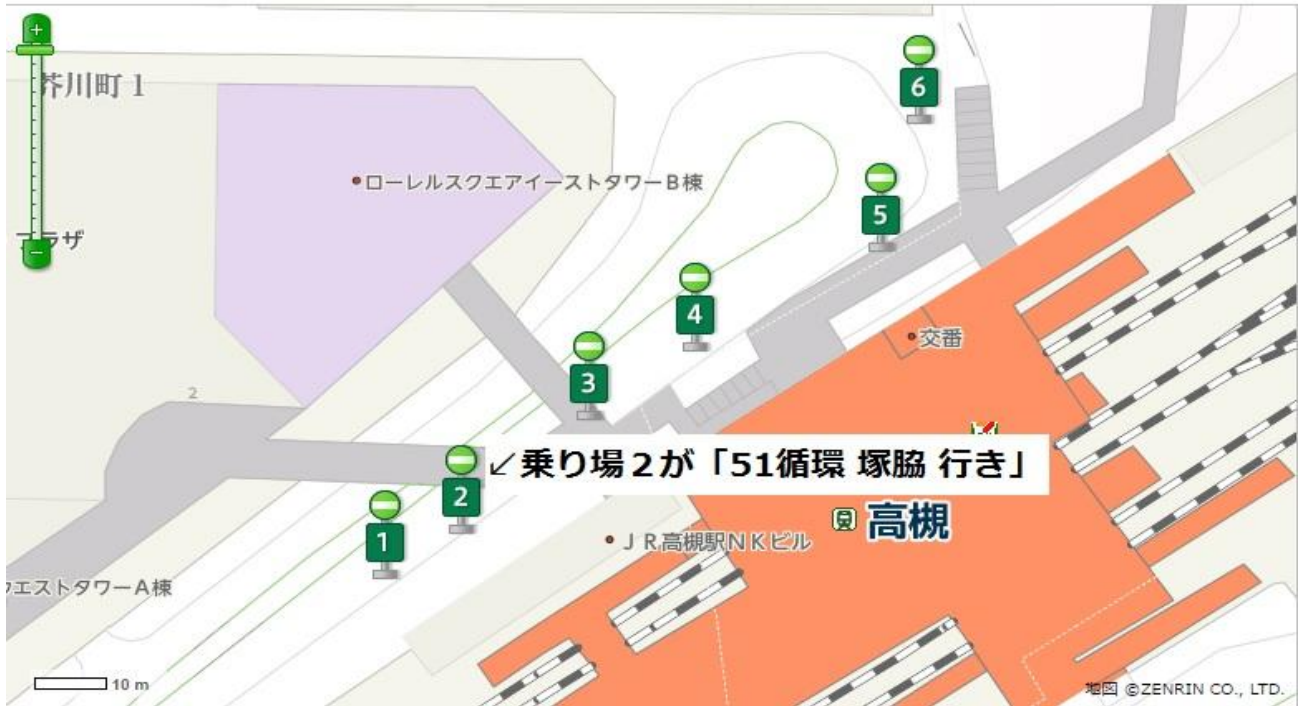 +
芥川町 1
6
ローレルスクエアイーストタワーB棟
5
プラザ
−
4
交番
3
2
↙乗り場2が「51循環 塚脇 行き」
2
高槻
1
JR高槻駅NKビル
ウエストタワーA棟
10 m
地図 ©ZENRIN CO., LTD.